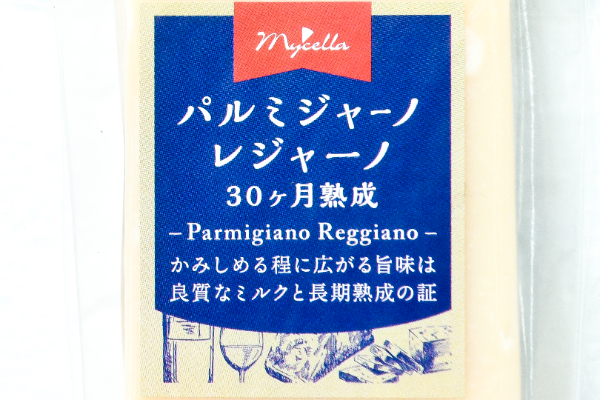 Mycella
パルミジャーノ
レジャーノ
30ヶ月熟成
– Parmigiano Reggiano –
かみしめる程に広がる旨味は
良質なミルクと長期熟成の証